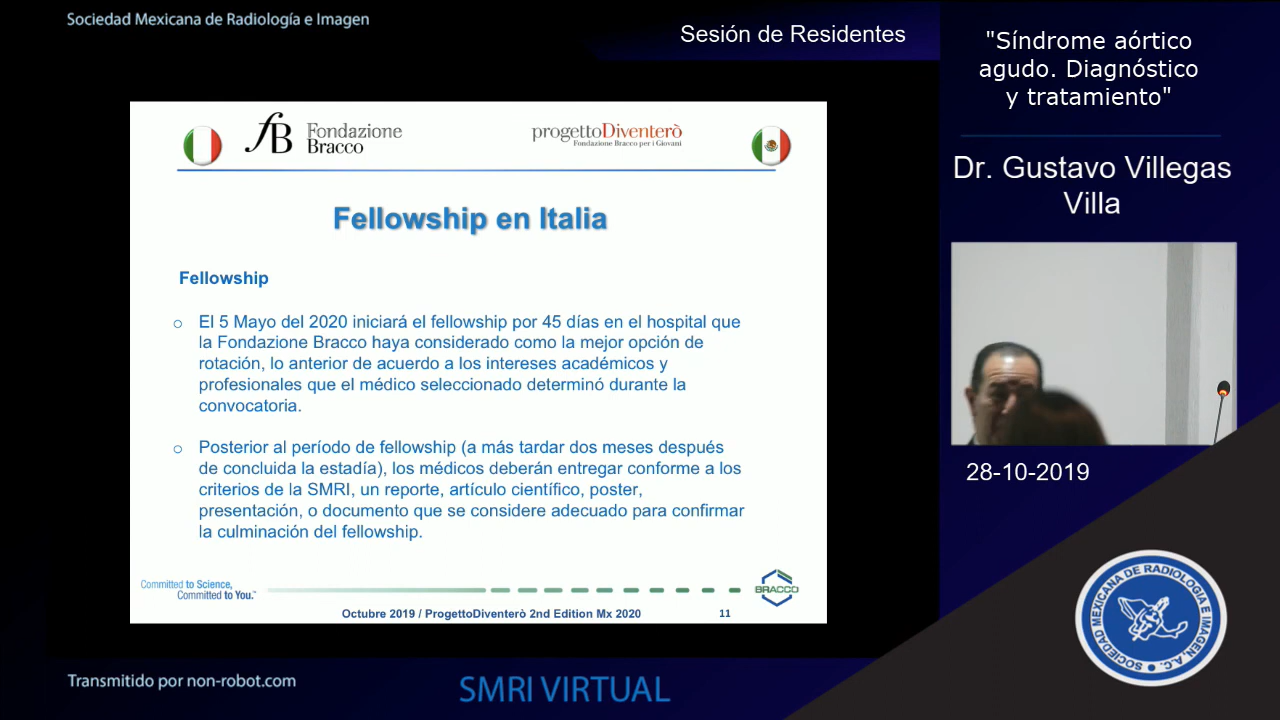 Sociedad Mexicana de Radiología e Imagen
Sesión de Residentes
"Síndrome aórtico
agudo. Diagnóstico
y tratamiento"
Dr. Gustavo Villegas
Villa
28-10-2019
fB Fondazione
Bracco
progettoDiventerò
Fondazione Bracco per i Giovani
Fellowship en Italia
Fellowship
o El 5 Mayo del 2020 iniciará el fellowship por 45 días en el hospital que
la Fondazione Bracco haya considerado como la mejor opción de
rotación, lo anterior de acuerdo a los intereses académicos y
profesionales que el médico seleccionado determinó durante la
convocatoria.
o Posterior al período de fellowship (a más tardar dos meses después
de concluida la estadía), los médicos deberán entregar conforme a los
criterios de la SMRI, un reporte, artículo científico, poster,
presentación, o documento que se considere adecuado para confirmar
la culminación del fellowship.
Committed to Science,
Committed to You.™
BRACCO
Octubre 2019 / ProgettoDiventerò 2nd Edition Mx 2020 11
SOCIEDAD MEXICANA DE RADIOLOGIA E IMAGEN, A.C.
Transmitido por non-robot.com
SMRI VIRTUAL